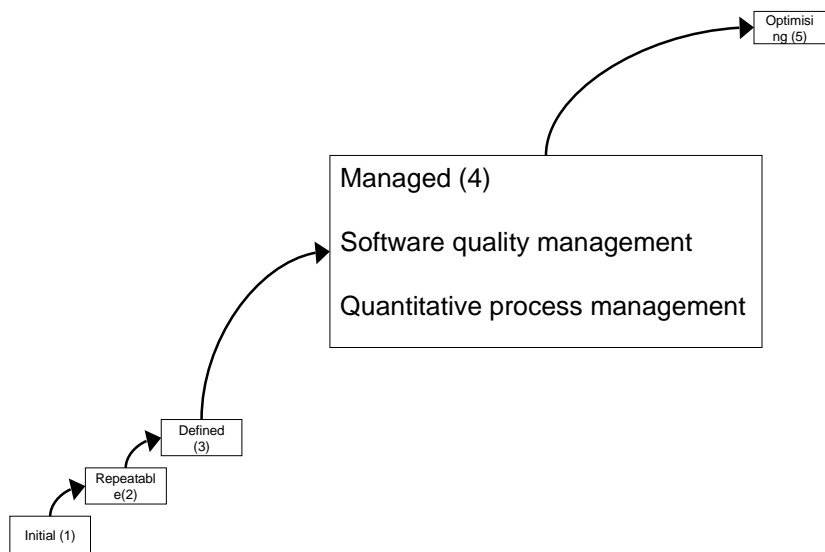 Optimisi
ng (5)
Managed (4)
Software quality management
Quantitative process management
Defined
(3)
Repeatabl
e(2)
Initial (1)